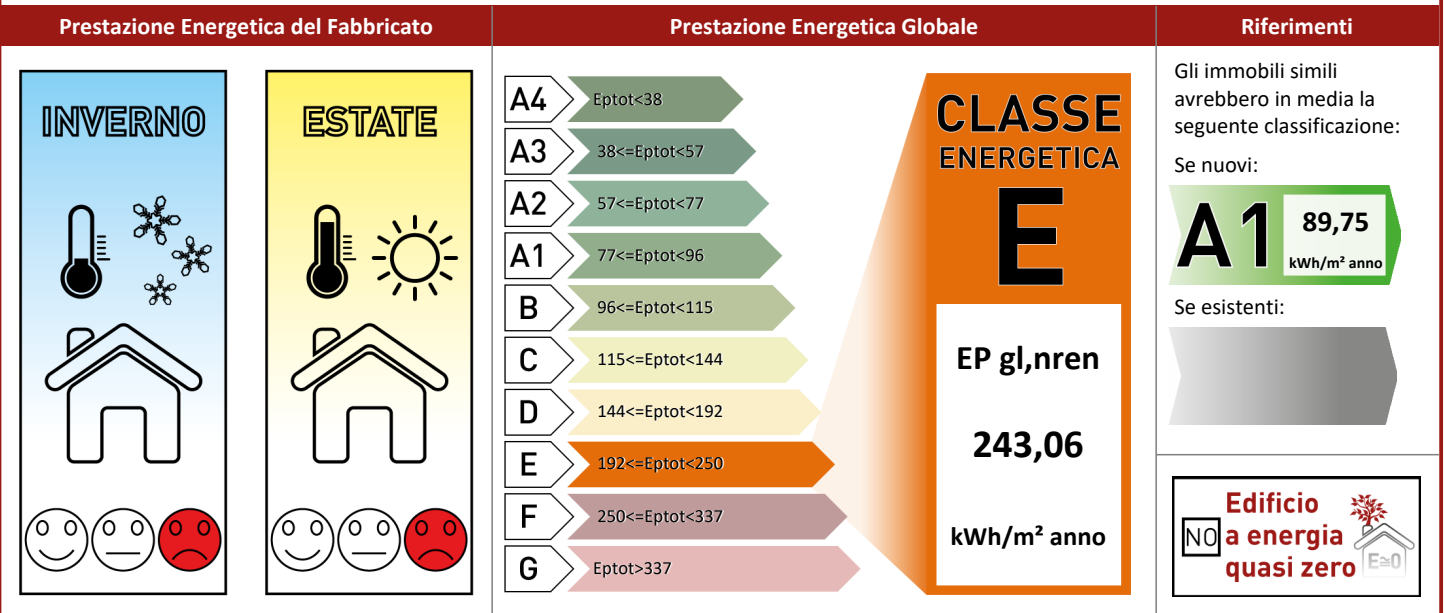 Prestazione Energetica del Fabbricato
Prestazione Energetica Globale
Riferimenti
INVERNO
ESTATE
A4
Eptot<38
A3
38<=Eptot<57
A2
57<=Eptot<77
A1
77<=Eptot<96
B
96<=Eptot<115
C
115<=Eptot<144
D
144<=Eptot<192
E
192<=Eptot<250
F
250<=Eptot<337
G
Eptot>337
CLASSE
ENERGETICA
E
EP gl,nren
243,06
kWh/m² anno
Gli immobili simili
avrebbero in media la
seguente classificazione:
Se nuovi:
A1
89,75
kWh/m² anno
Se esistenti:
NO
Edificio
a energia
quasi zero
E≅0